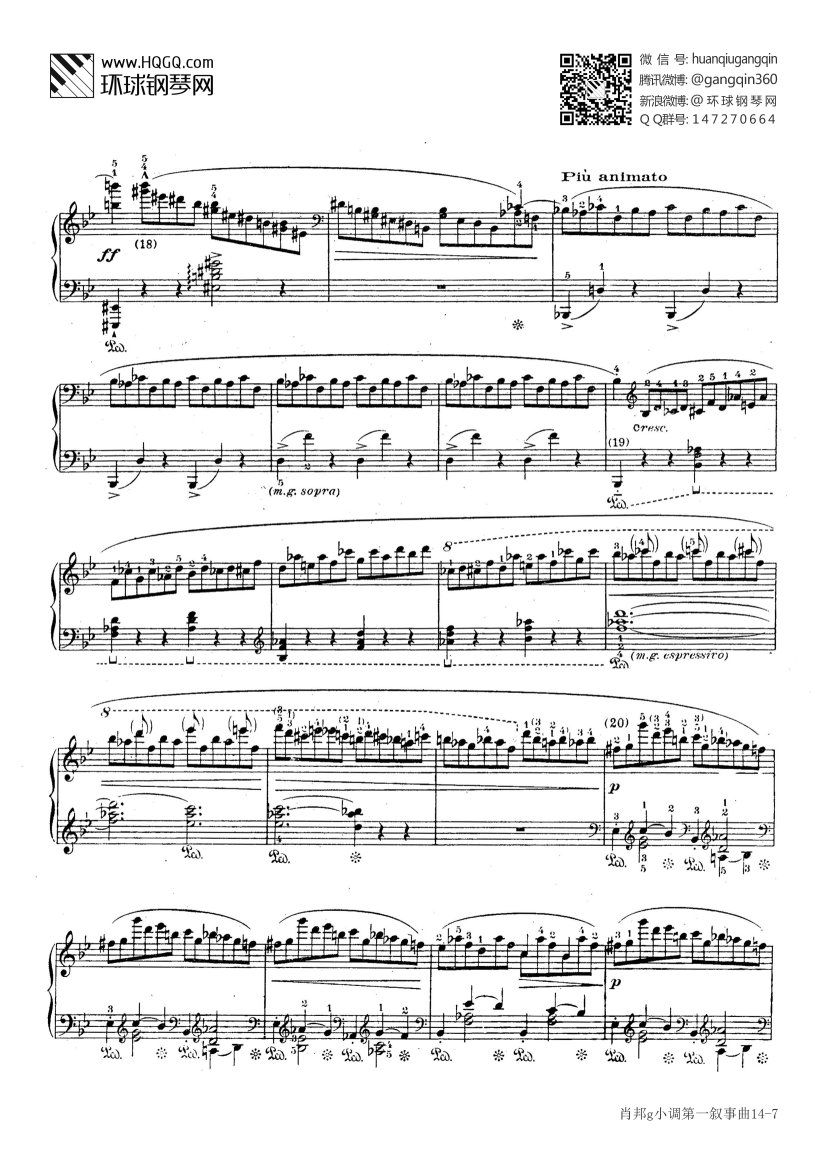 www.HQGQ.com
环球钢琴网
微信号: huanqiugangqin
腾讯微博: @gangqin360
新浪微博: @环球钢琴网
QQ群号: 147270664
Più animato
ff
(18)
cresc.
(19)
(m.g. sopra)
8
(m.g. espressivo)
8
(20)
p
p
肖邦g小调第一叙事曲14-7